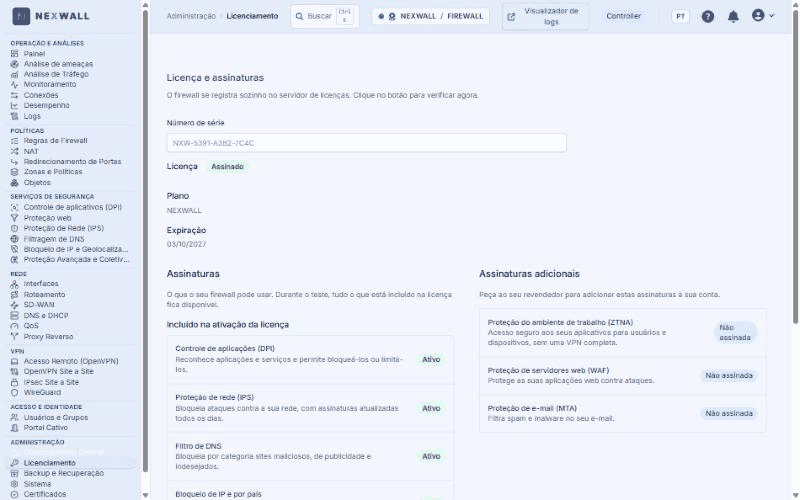 NEXWALL
Administração > Licenciamento
Buscar Ctrl K
NEXWALL / FIREWALL
Visualizador de logs
Controller
PT
OPERAÇÃO E ANÁLISES
Painel
Análise de ameaças
Análise de Tráfego
Monitoramento
Conexões
Desempenho
Logs
POLÍTICAS
Regras de Firewall
NAT
Redirecionamento de Portas
Zonas e Políticas
Objetos
SERVIÇOS DE SEGURANÇA
Controle de aplicativos (DPI)
Proteção web
Proteção de Rede (IPS)
Filtragem de DNS
Bloqueio de IP e Geolocaliza...
Proteção Avançada e Coletiv...
REDE
Interfaces
Roteamento
SD-WAN
DNS e DHCP
QoS
Proxy Reverso
VPN
Acesso Remoto (OpenVPN)
OpenVPN Site a Site
IPsec Site a Site
WireGuard
ACESSO E IDENTIDADE
Usuários e Grupos
Portal Cativo
ADMINISTRAÇÃO
Licenciamento
Backup e Recuperação
Sistema
Certificados
Licença e assinaturas
O firewall se registra sozinho no servidor de licenças. Clique no botão para verificar agora.
Número de série
NXW-5391-A3B2-7C4C
Licença Assinado
Plano
NEXWALL
Expiração
03/10/2027
Assinaturas
O que o seu firewall pode usar. Durante o teste, tudo o que está incluído na licença
fica disponível.
Incluído na ativação da licença
Controle de aplicações (DPI)
Reconhece aplicações e serviços e permite bloqueá-los ou limitá-
los.
Ativo
Proteção de rede (IPS)
Bloqueia ataques contra a sua rede, com assinaturas atualizadas
todos os dias.
Ativo
Filtro de DNS
Bloqueia por categoria sites maliciosos, de publicidade e
indesejados.
Ativo
Bloqueio de IP e por país
Assinaturas adicionais
Peça ao seu revendedor para adicionar estas assinaturas à sua conta.
Proteção do ambiente de trabalho (ZTNA)
Acesso seguro aos seus aplicativos para usuários e
dispositivos, sem uma VPN completa.
Não
assinada
Proteção de servidores web (WAF)
Protege as suas aplicações web contra ataques.
Não assinada
Proteção de e-mail (MTA)
Filtra spam e malware no seu e-mail.
Não assinada